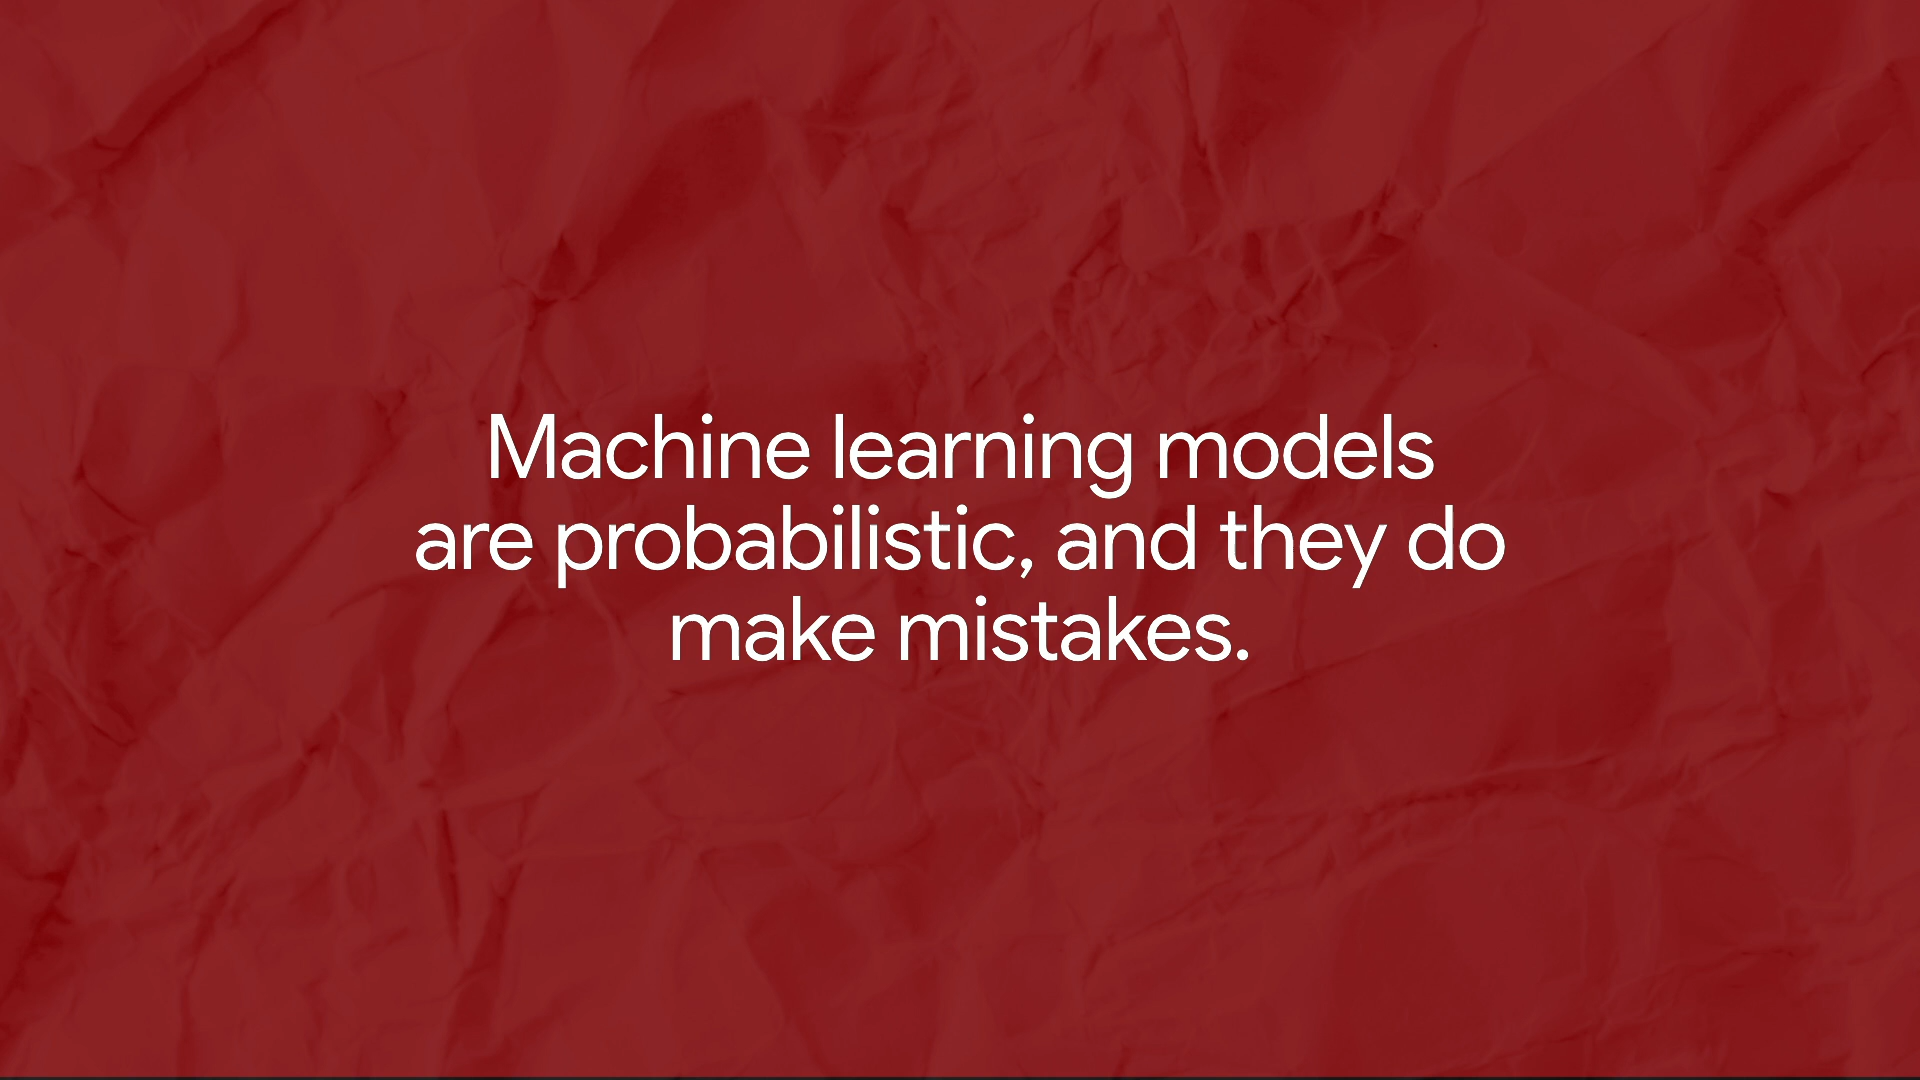 Machine learning models
are probabilistic, and they do
make mistakes.